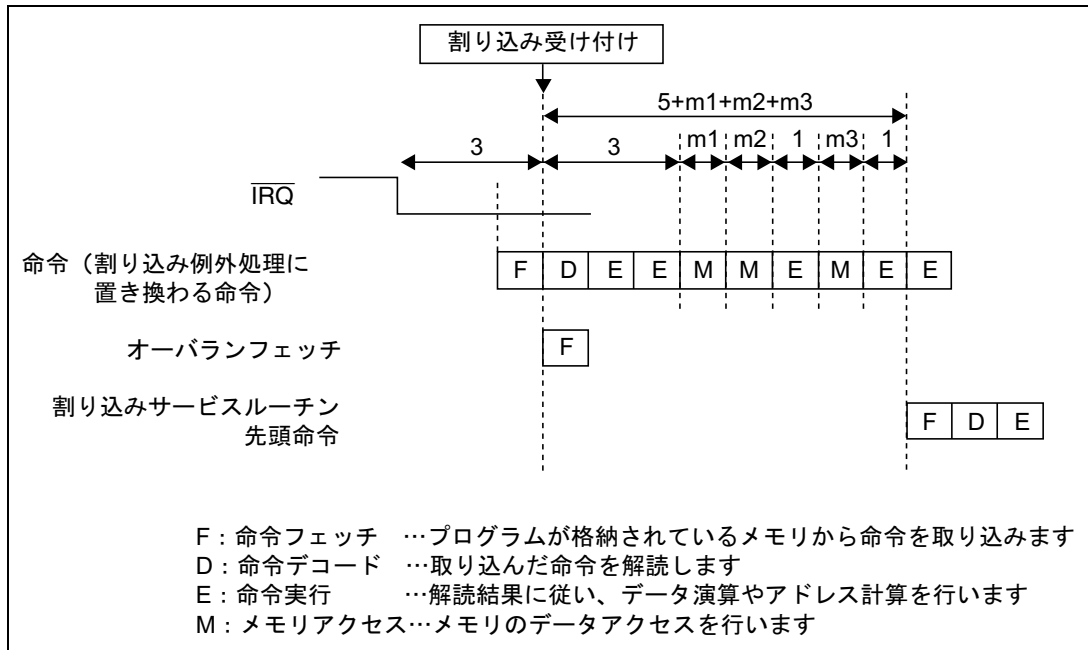 割り込み受け付け
5+m1+m2+m3
3 3 m1 m2 1 m3 1
IRQ
命令（割り込み例外処理に
置き換わる命令）
F D E E M M E M E E
オーバランフェッチ
F
割り込みサービスルーチン
先頭命令
F D E
F：命令フェッチ …プログラムが格納されているメモリから命令を取り込みます
D：命令デコード …取り込んだ命令を解読します
E：命令実行 …解読結果に従い、データ演算やアドレス計算を行います
M：メモリアクセス…メモリのデータアクセスを行います